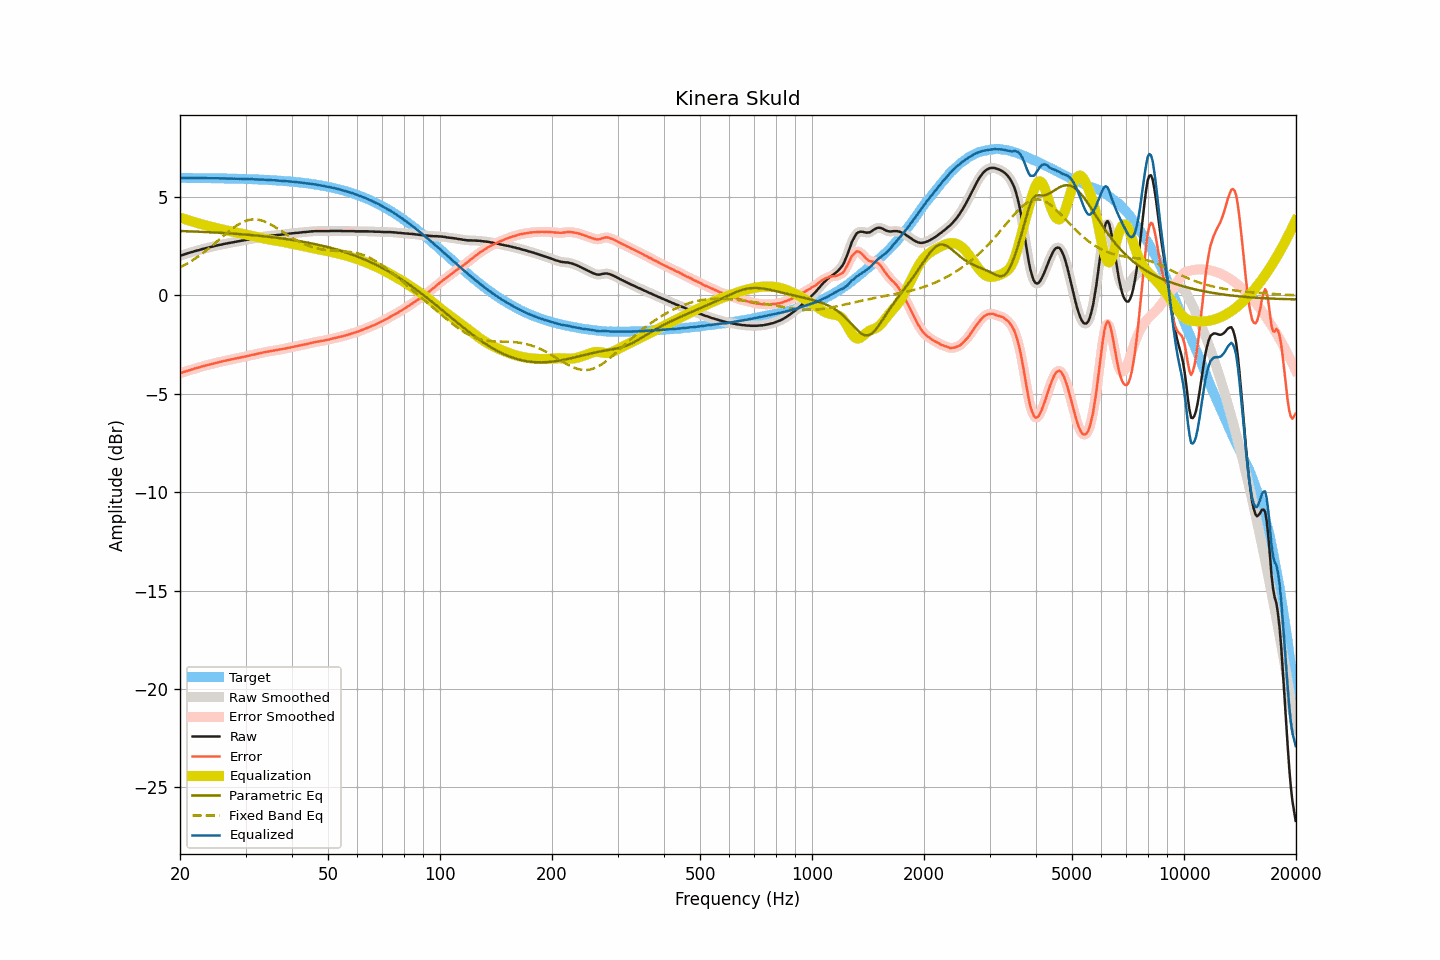 Kinera Skuld
Amplitude (dBr)
5
0
−5
−10
−15
−20
−25
Target
Raw Smoothed
Error Smoothed
Raw
Error
Equalization
Parametric Eq
Fixed Band Eq
Equalized
20 50 100 200 500 1000 2000 5000 10000 20000
Frequency (Hz)